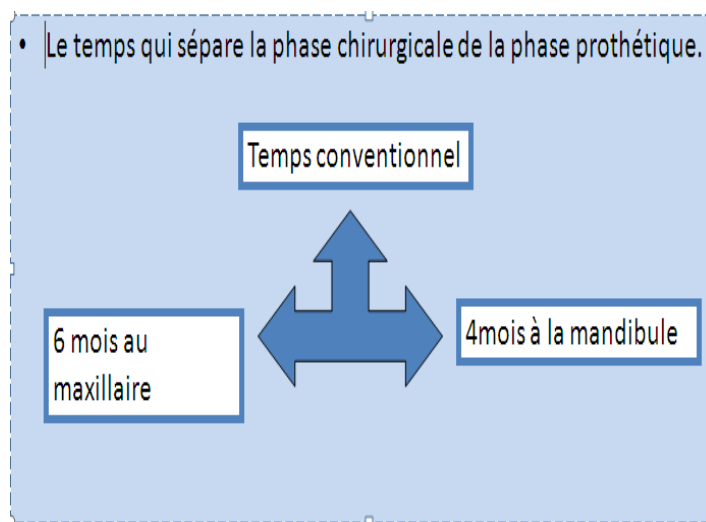 • Le temps qui sépare la phase chirurgicale de la phase prothétique.
Temps conventionnel
6 mois au
maxillaire
4mois à la mandibule